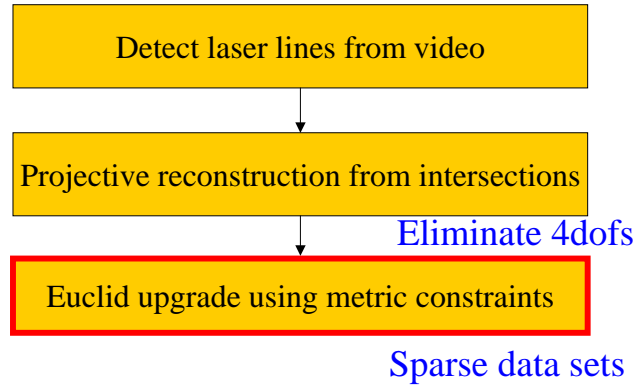 Detect laser lines from video
Projective reconstruction from intersections
Eliminate 4dofs
Euclid upgrade using metric constraints
Sparse data sets